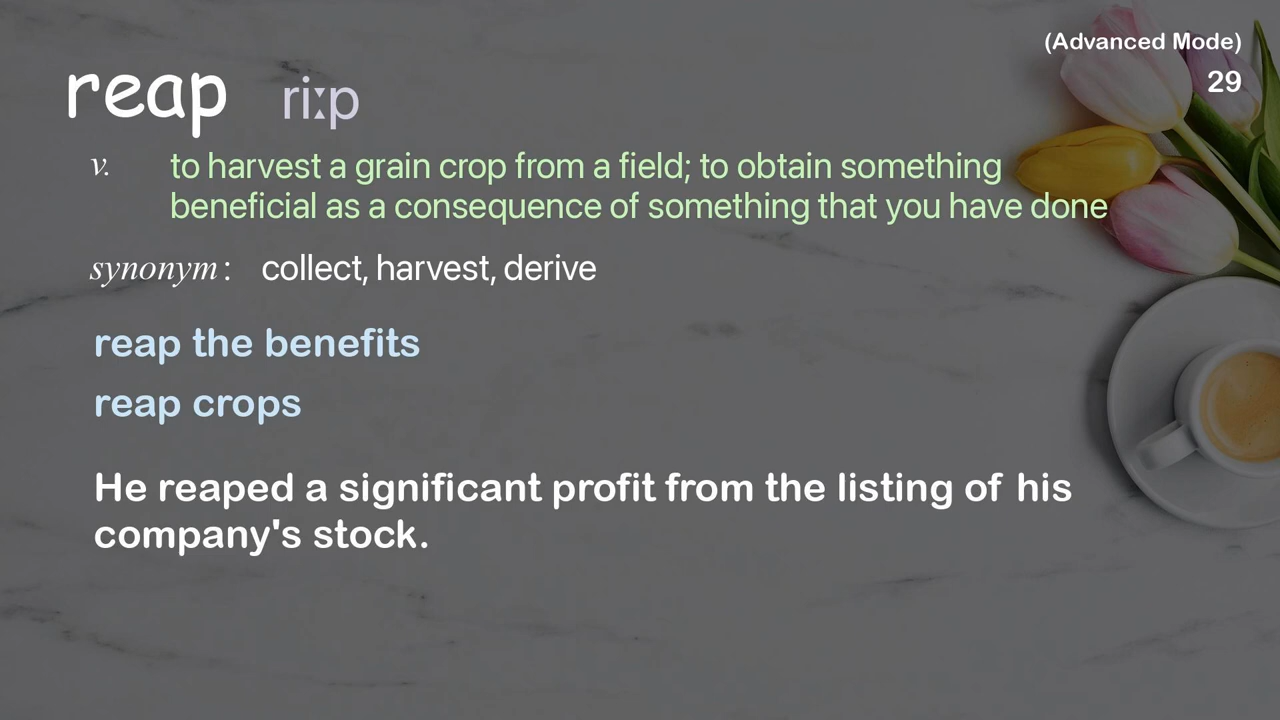 (Advanced Mode)
reap riːp
29
v. to harvest a grain crop from a field; to obtain something
beneficial as a consequence of something that you have done
synonym: collect, harvest, derive
reap the benefits
reap crops
He reaped a significant profit from the listing of his
company's stock.